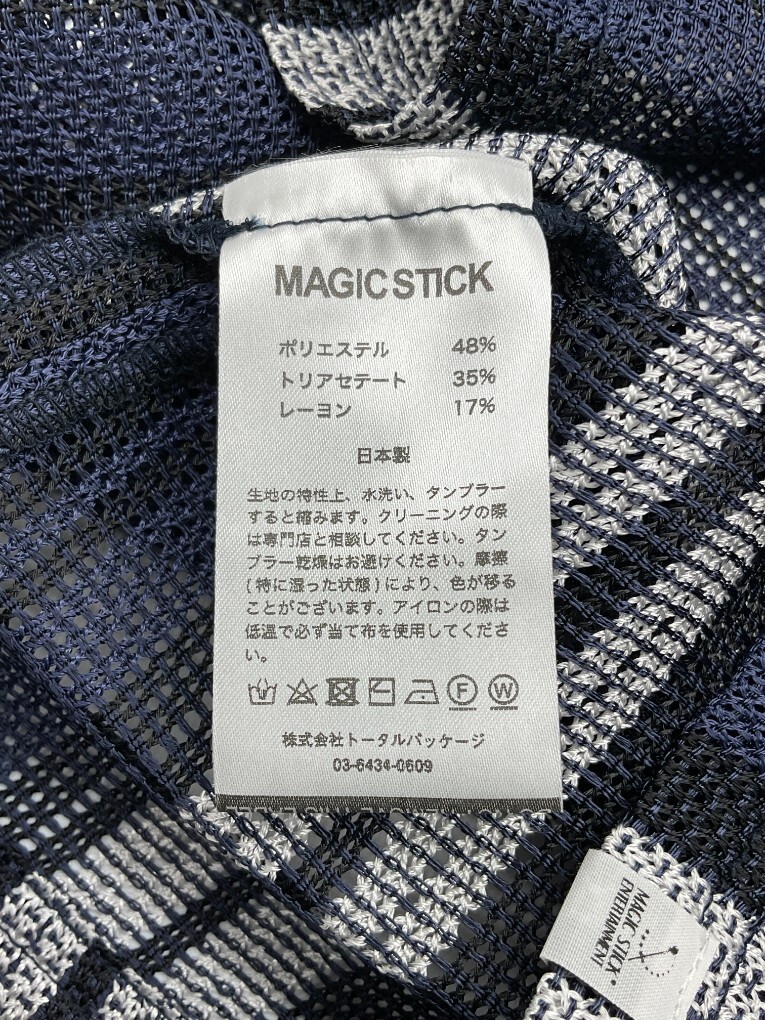 MAGIC STICK
ポリエステル 48%
トリアセテート 35%
レーヨン 17%
日本製
生地の特性上、水洗い、タンブラー
すると縮みます。クリーニングの際
は専門店と相談してください。タン
ブラー乾燥はお避けください。摩擦
(特に湿った状態)により、色が移る
ことがございます。アイロンの際は
低温で必ず当て布を使用してくださ
い。
F W
株式会社トータルパッケージ
03-6434-0609
MAGIC STICK®
ENTERTAINMENT